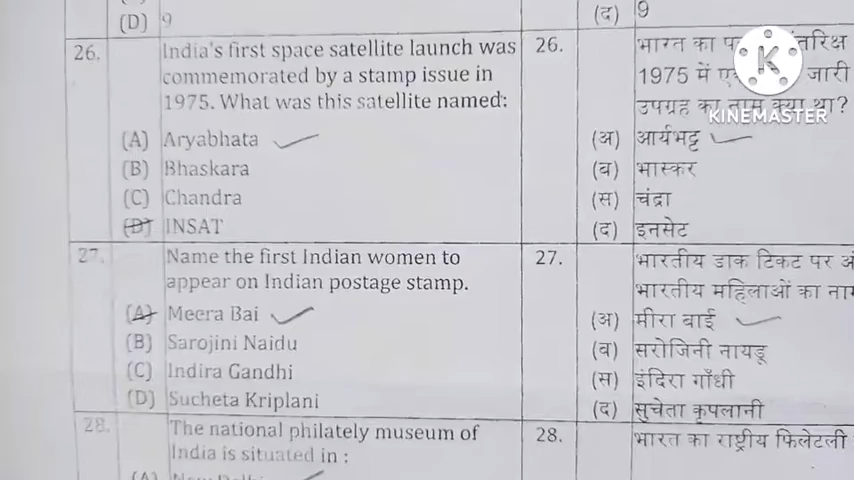 (D) 9
(द) 9
26. India's first space satellite launch was
commemorated by a stamp issue in
1975. What was this satellite named:
(A) Aryabhata
(B) Bhaskara
(C) Chandra
(D) INSAT
26. भारत का
1975 में जारी
उपग्रह का नाम क्या था?
(अ) आर्यभट्ट
(ब) भास्कर
(स) चंद्रा
(द) इनसेट
27. Name the first Indian women to
appear on Indian postage stamp.
(A) Meera Bai
(B) Sarojini Naidu
(C) Indira Gandhi
(D) Sucheta Kriplani
27. भारतीय डाक टिकट पर
भारतीय महिलाओं का
(अ) मीरा बाई
(ब) सरोजिनी नायडू
(स) इंदिरा गाँधी
(द) सुचेता कृपलानी
28. The national philately museum of
India is situated in :
(A) New Delhi
28. भारत का राष्ट्रीय फिलेटली
KINEMASTER